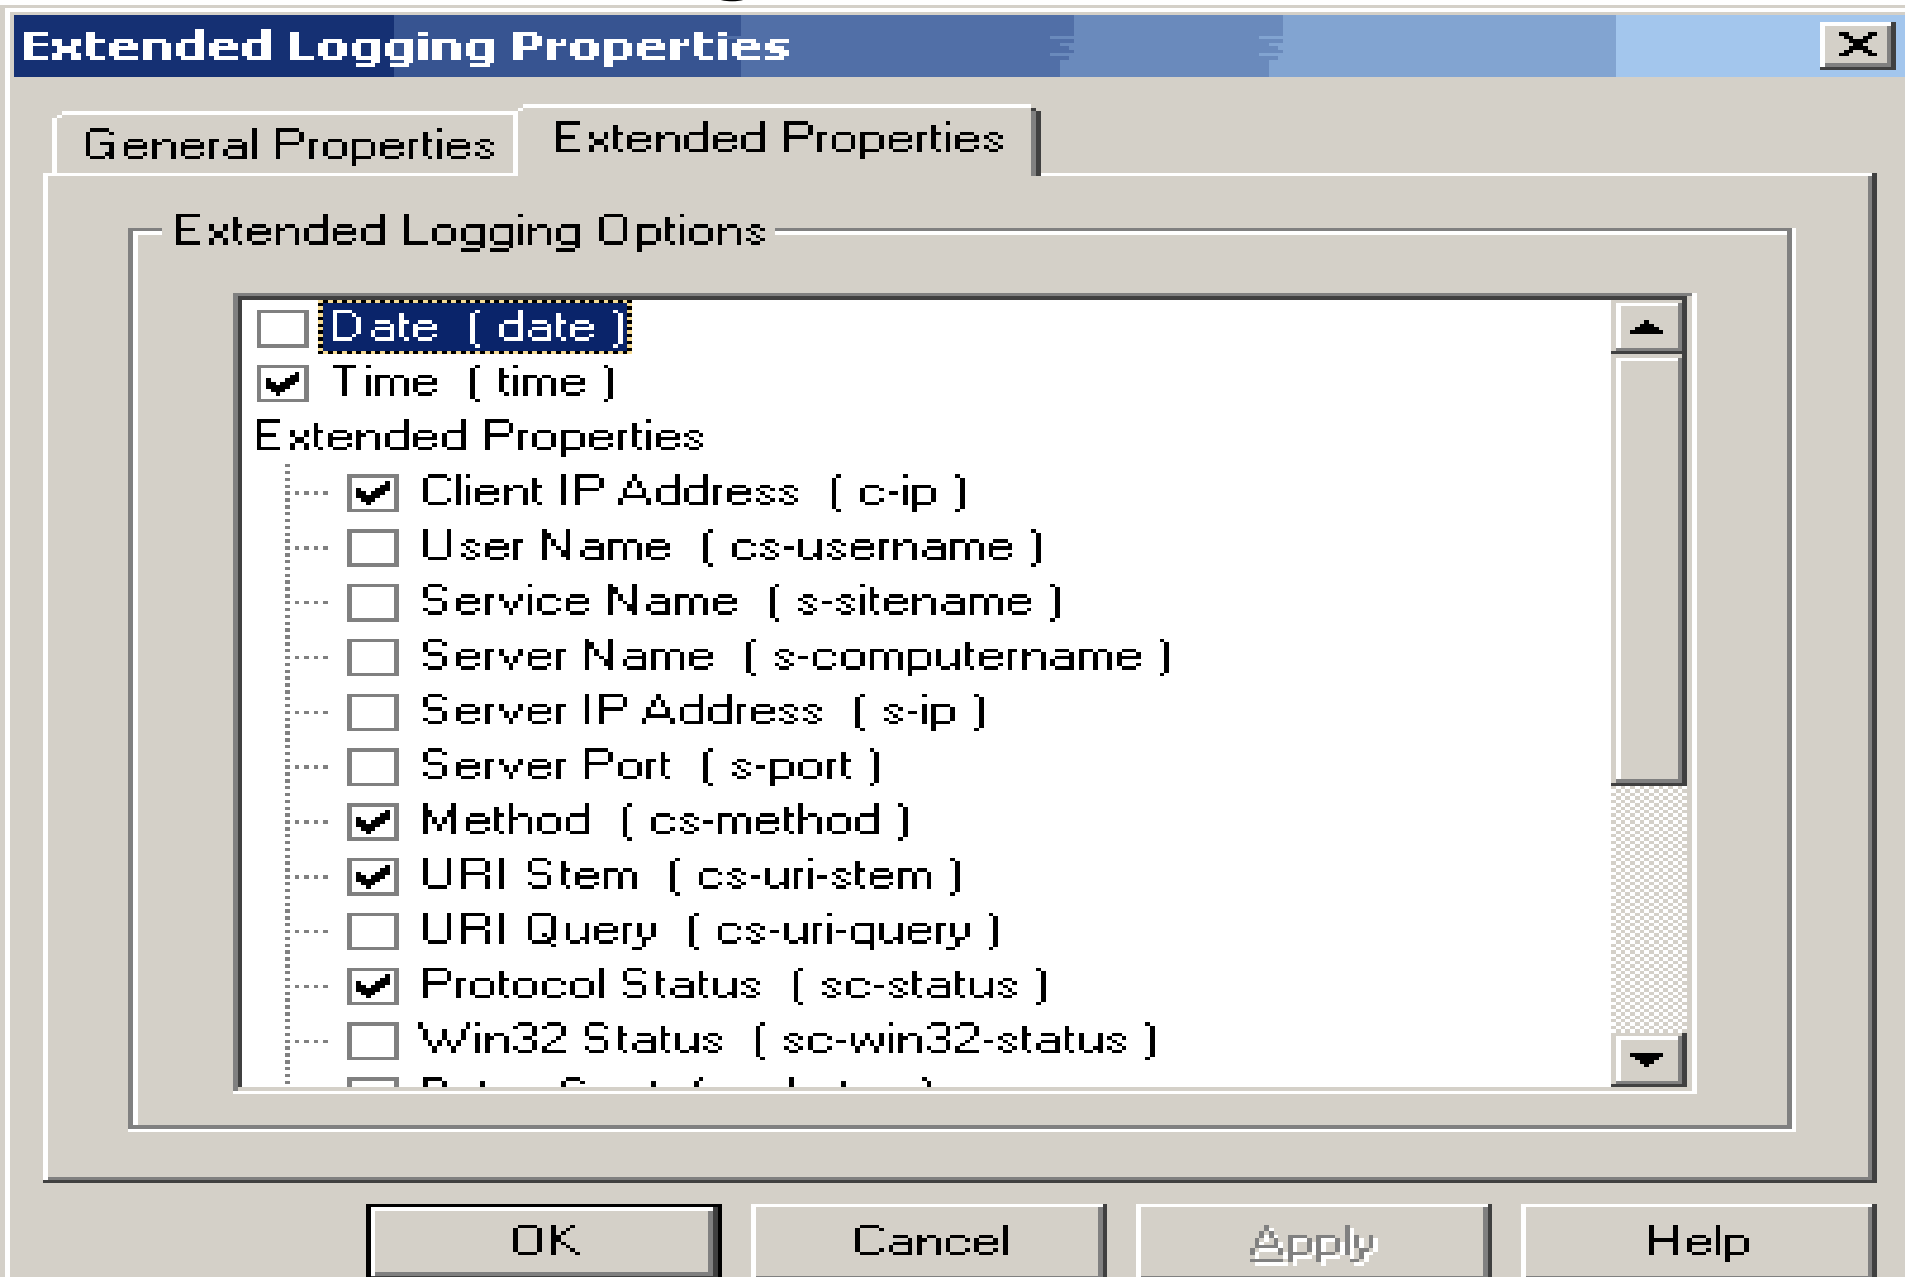 Extended Logging Properties
General Properties
Extended Properties
Extended Logging Options
Date ( date )
Time ( time )
Extended Properties
Client IP Address ( c-ip )
User Name ( cs-username )
Service Name ( s-sitename )
Server Name ( s-computername )
Server IP Address ( s-ip )
Server Port ( s-port )
Method ( cs-method )
URI Stem ( cs-uri-stem )
URI Query ( cs-uri-query )
Protocol Status ( sc-status )
Win32 Status ( sc-win32-status )
OK
Cancel
Apply
Help